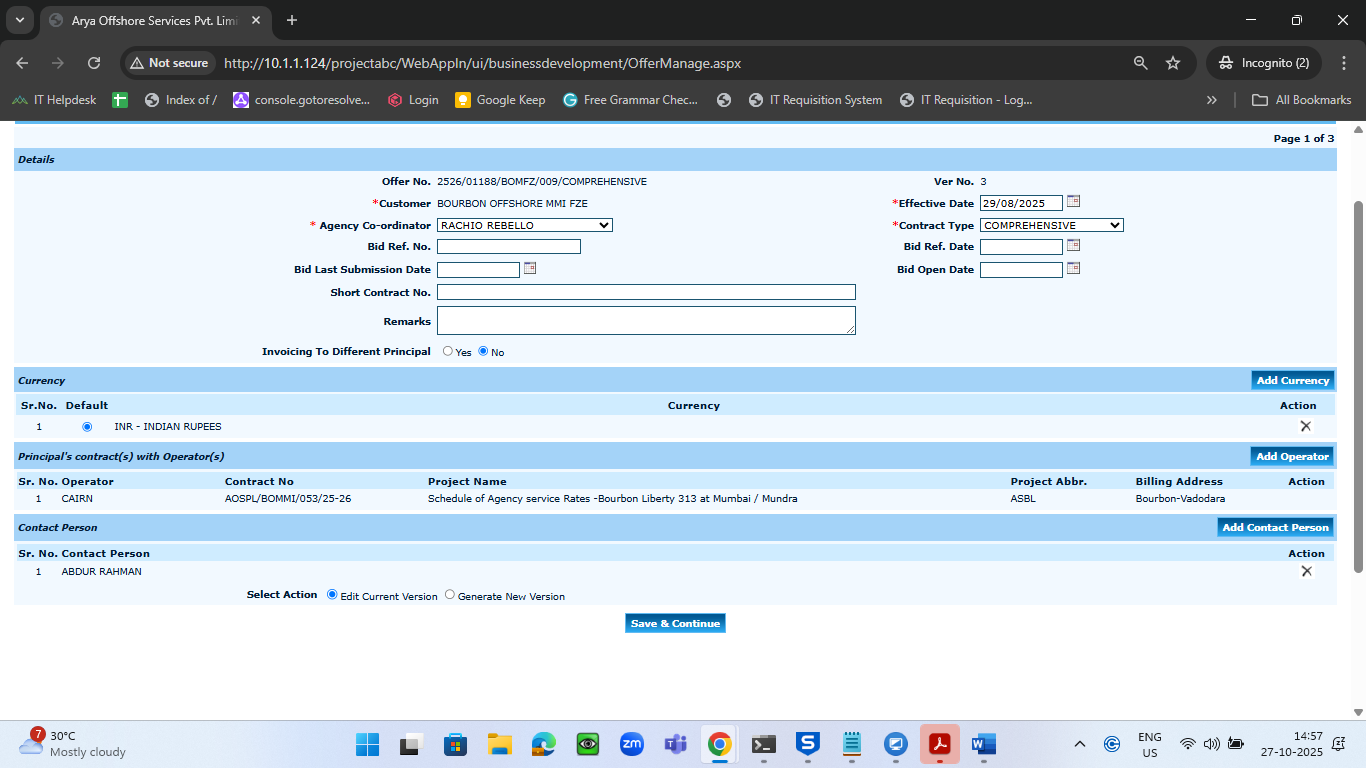 Arya Offshore Services Pvt. Limi
Not secure
http://10.1.1.124/projectabc/WebAppIn/ui/businessdevelopment/OfferManage.aspx
Incognito (2)
IT Helpdesk
Index of /
console.gotoresolve...
Login
Google Keep
Free Grammar Chec...
IT Requisition System
IT Requisition - Log...
»
All Bookmarks
Page 1 of 3
Details
Offer No. 2526/01188/BOMFZ/009/COMPREHENSIVE Ver No. 3
*Customer BOURBON OFFSHORE MMI FZE *Effective Date 29/08/2025
* Agency Co-ordinator RACHIO REBELLO *Contract Type COMPREHENSIVE
Bid Ref. No. Bid Ref. Date
Bid Last Submission Date Bid Open Date
Short Contract No.
Remarks
Invoicing To Different Principal Yes No
Currency Add Currency
Sr.No. Default Currency Action
1 INR - INDIAN RUPEES
Principal's contract(s) with Operator(s) Add Operator
Sr. No. Operator Contract No Project Name Project Abbr. Billing Address Action
1 CAIRN AOSPL/BOMMI/053/25-26 Schedule of Agency service Rates -Bourbon Liberty 313 at Mumbai / Mundra ASBL Bourbon-Vadodara
Contact Person Add Contact Person
Sr. No. Contact Person Action
1 ABDUR RAHMAN
Select Action Edit Current Version Generate New Version
Save & Continue
7
30°C
Mostly cloudy
zm
ENG
US
14:57
27-10-2025